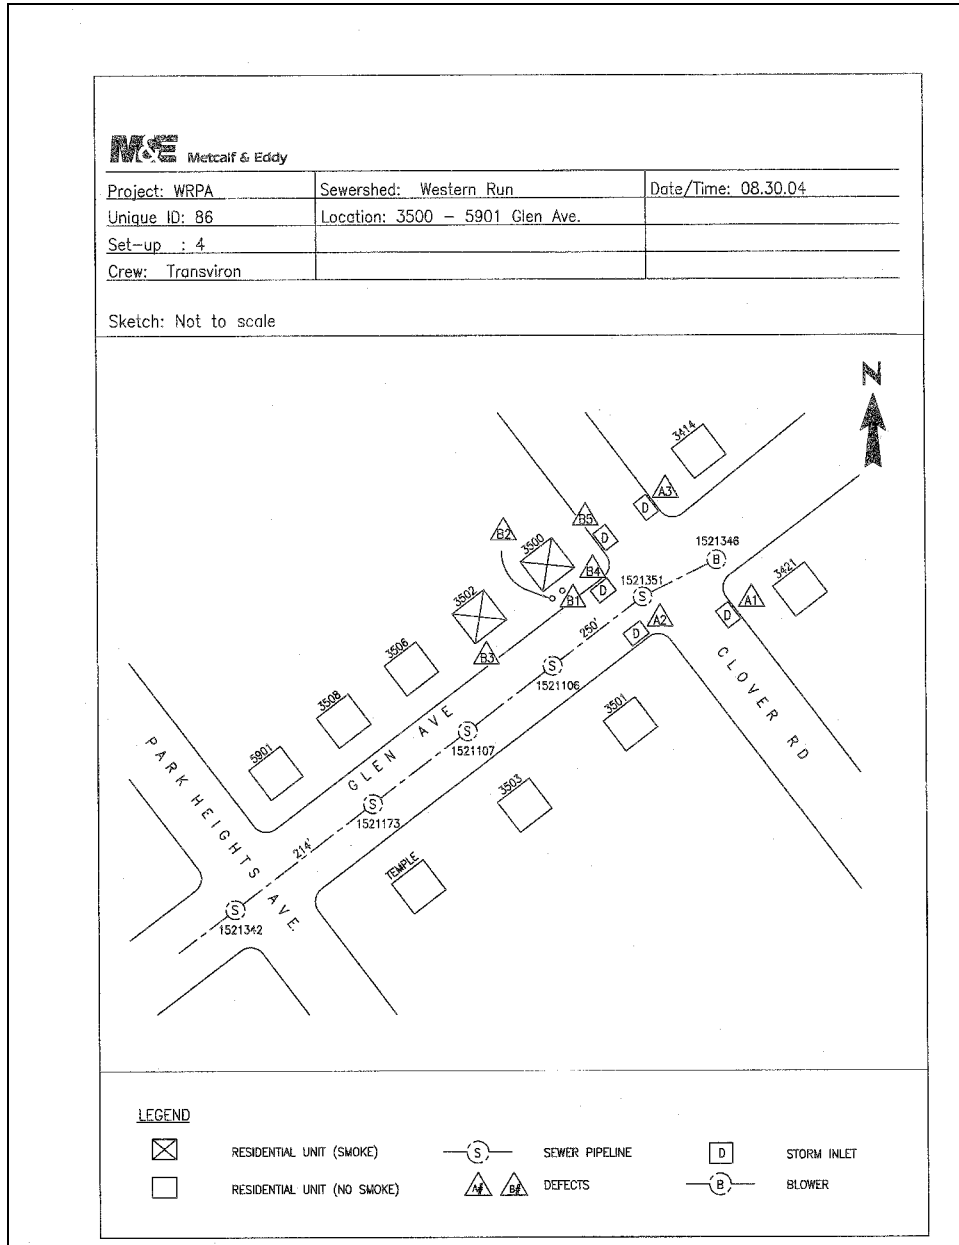 M&E Metcalf & Eddy
Project: WRPA
Sewershed: Western Run
Date/Time: 08.30.04
Unique ID: 86
Location: 3500 - 5901 Glen Ave.
Set-up : 4
Crew: Transviron
Sketch: Not to scale
N
3414
A3
D
B5
D
B2
3500
1521346
B
B4
1521351
3421
3502
B1
D
S
A1
D
A2
250'
D
3506
B3
S
1521106
CLOVER RD
3508
3501
GLEN AVE
S
1521107
5901
PARK HEIGHTS AVE.
3503
S
1521173
214'
TEMPLE
S
1521342
LEGEND
RESIDENTIAL UNIT (SMOKE)
S
SEWER PIPELINE
D
STORM INLET
RESIDENTIAL UNIT (NO SMOKE)
A#
B#
DEFECTS
B
BLOWER